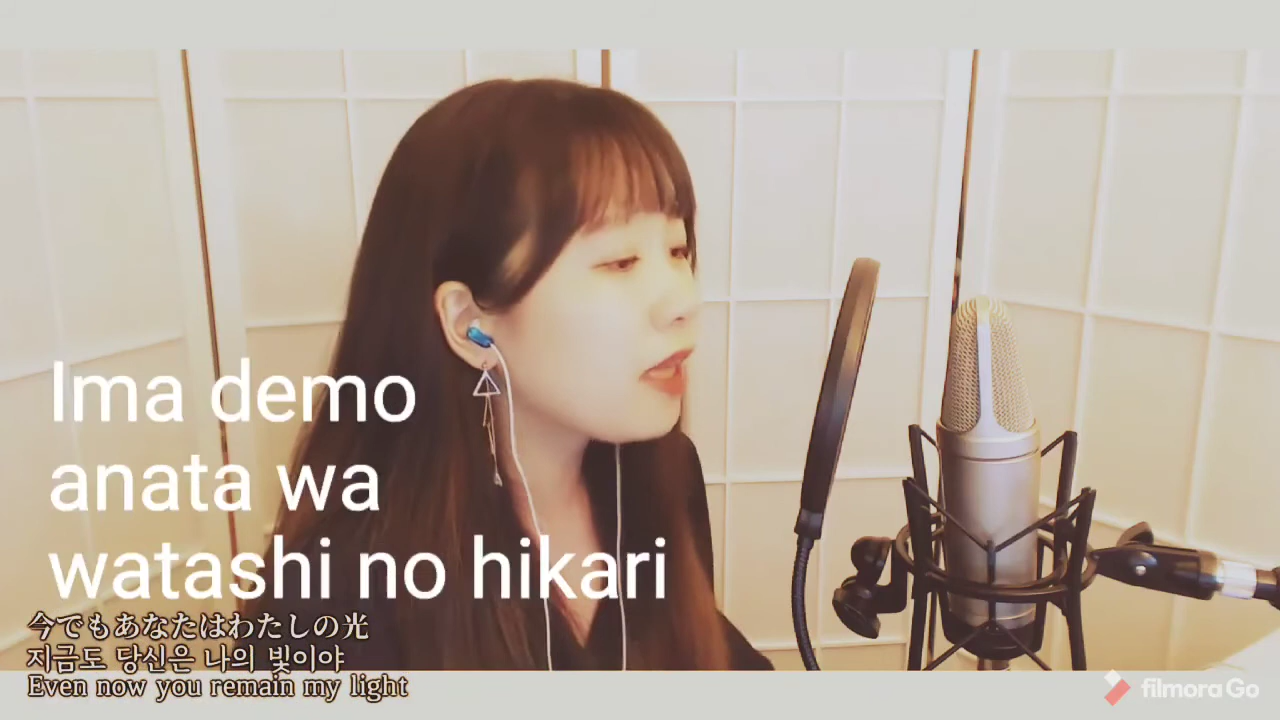 Ima demo
anata wa
watashi no hikari
今でもあなたはわたしの光
지금도 당신은 나의 빛이야
Even now you remain my light
filmora Go